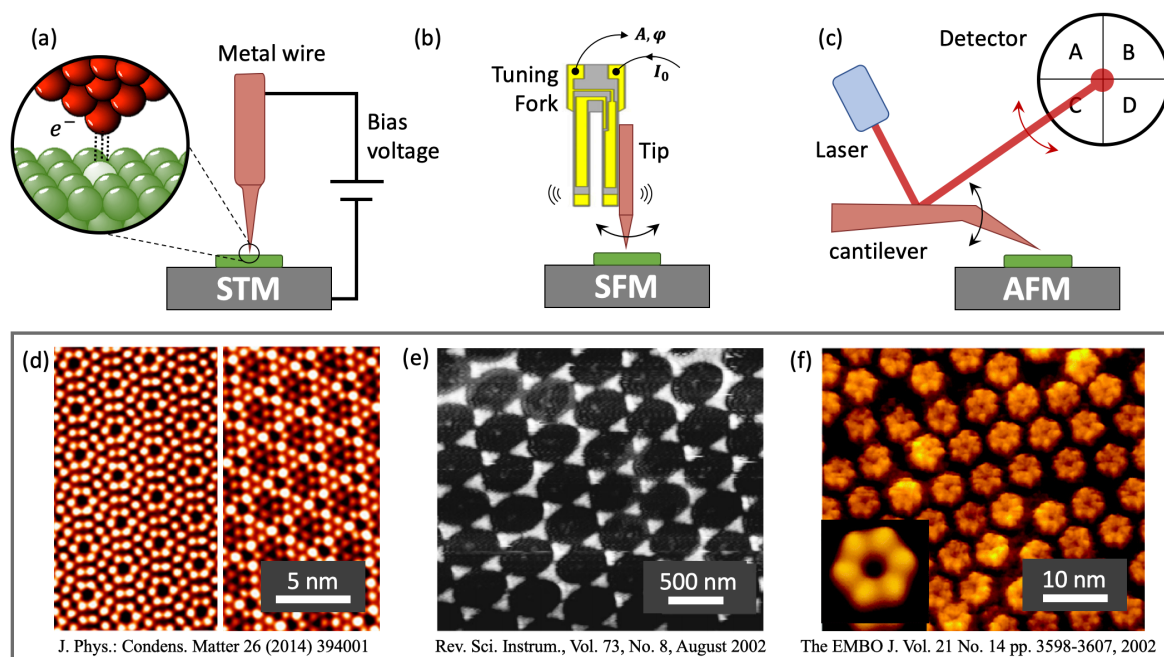 (a)
Metal wire
e⁻
Bias
voltage
STM
(b)
A, φ
I₀
Tuning
Fork
Tip
SFM
(c)
Detector
A
B
C
D
Laser
cantilever
AFM
(d)
5 nm
J. Phys.: Condens. Matter 26 (2014) 394001
(e)
500 nm
Rev. Sci. Instrum., Vol. 73, No. 8, August 2002
(f)
10 nm
The EMBO J. Vol. 21 No. 14 pp. 3598-3607, 2002